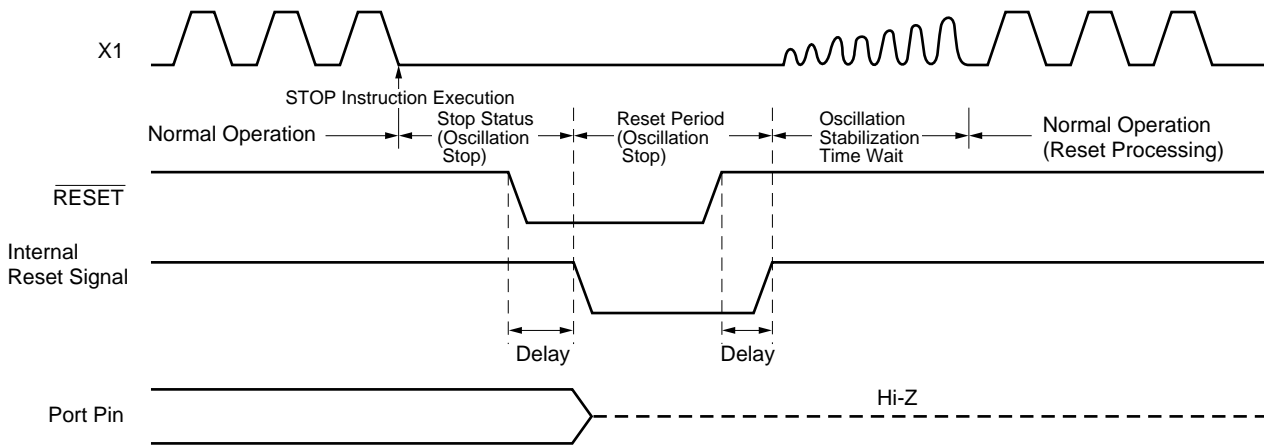 X1
STOP Instruction Execution
Normal Operation
Stop Status
(Oscillation
Stop)
Reset Period
(Oscillation
Stop)
Oscillation
Stabilization
Time Wait
Normal Operation
(Reset Processing)
RESET
Internal
Reset Signal
Delay
Delay
Port Pin
Hi-Z